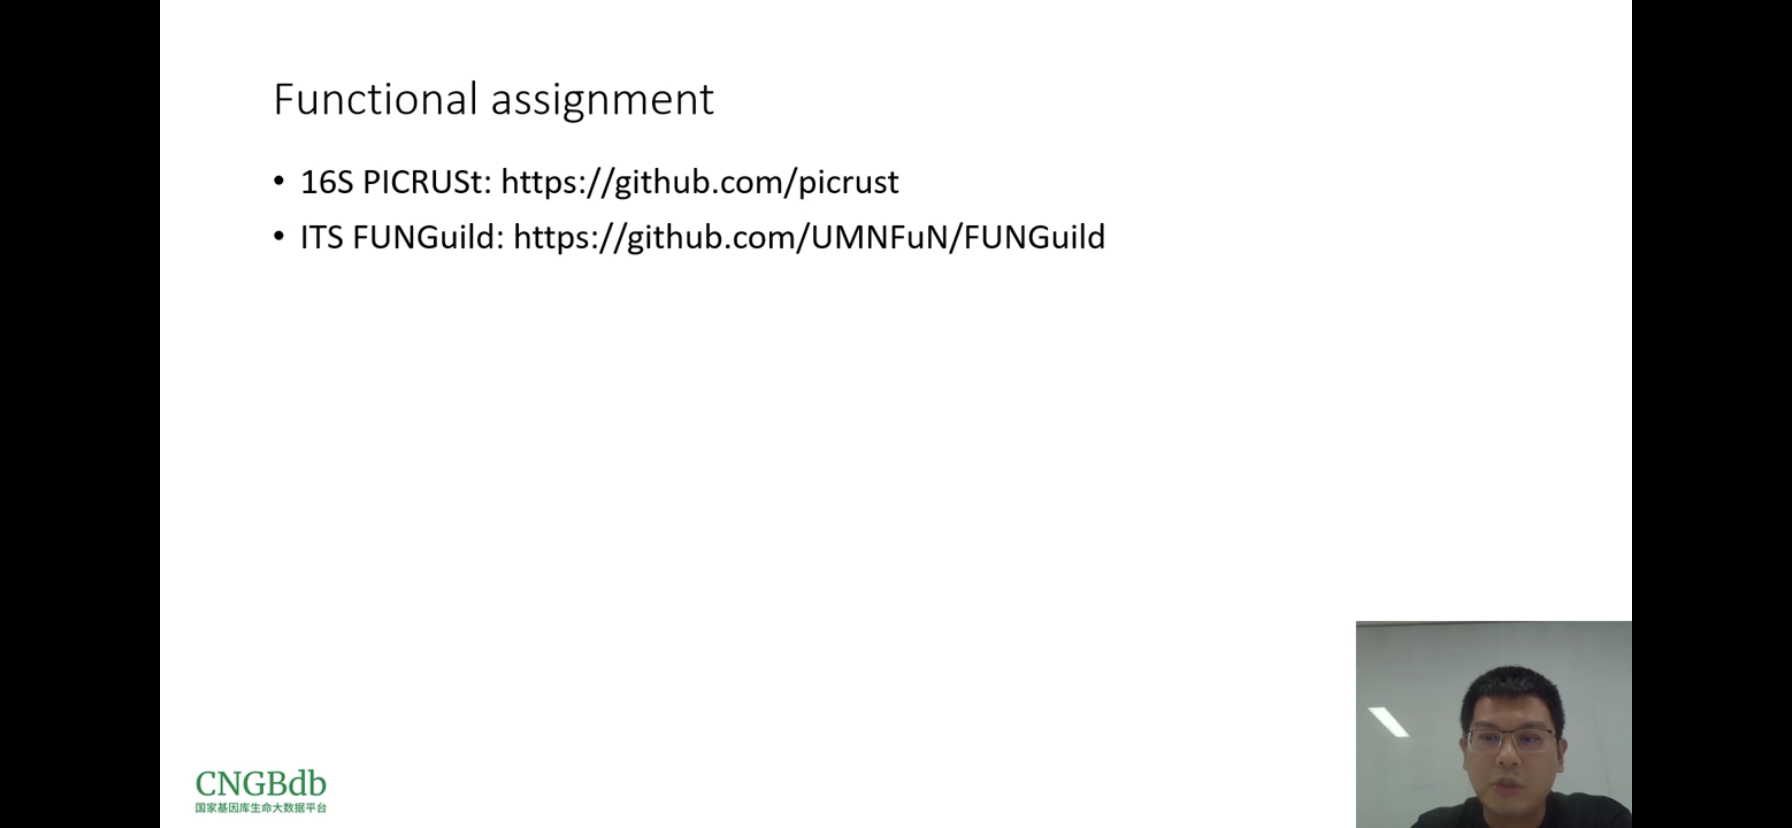 Functional assignment
• 16S PICRUSt: https://github.com/picrust
• ITS FUNGuild: https://github.com/UMNFuN/FUNGuild
CNGBdb
国家基因库生命大数据平台